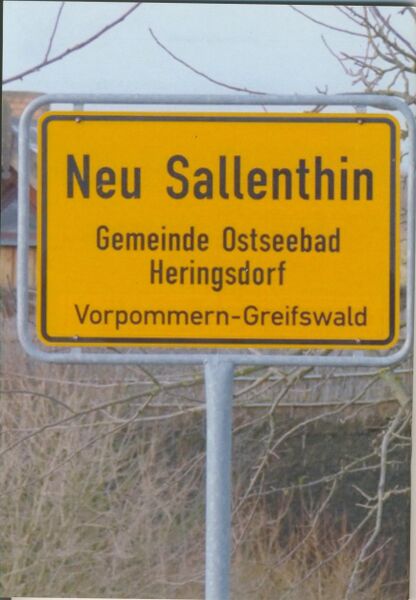 Neu Sallenthin
Gemeinde Ostseebad
Heringsdorf
Vorpommern-Greifswald